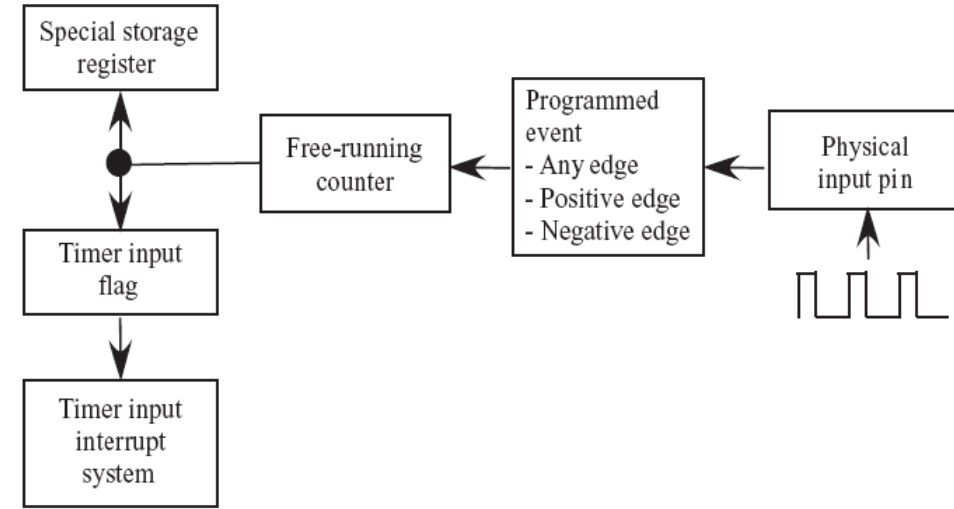 Special storage
register
Free-running
counter
Programmed
event
- Any edge
- Positive edge
- Negative edge
Physical
input pin
Timer input
flag
Timer input
interrupt
system